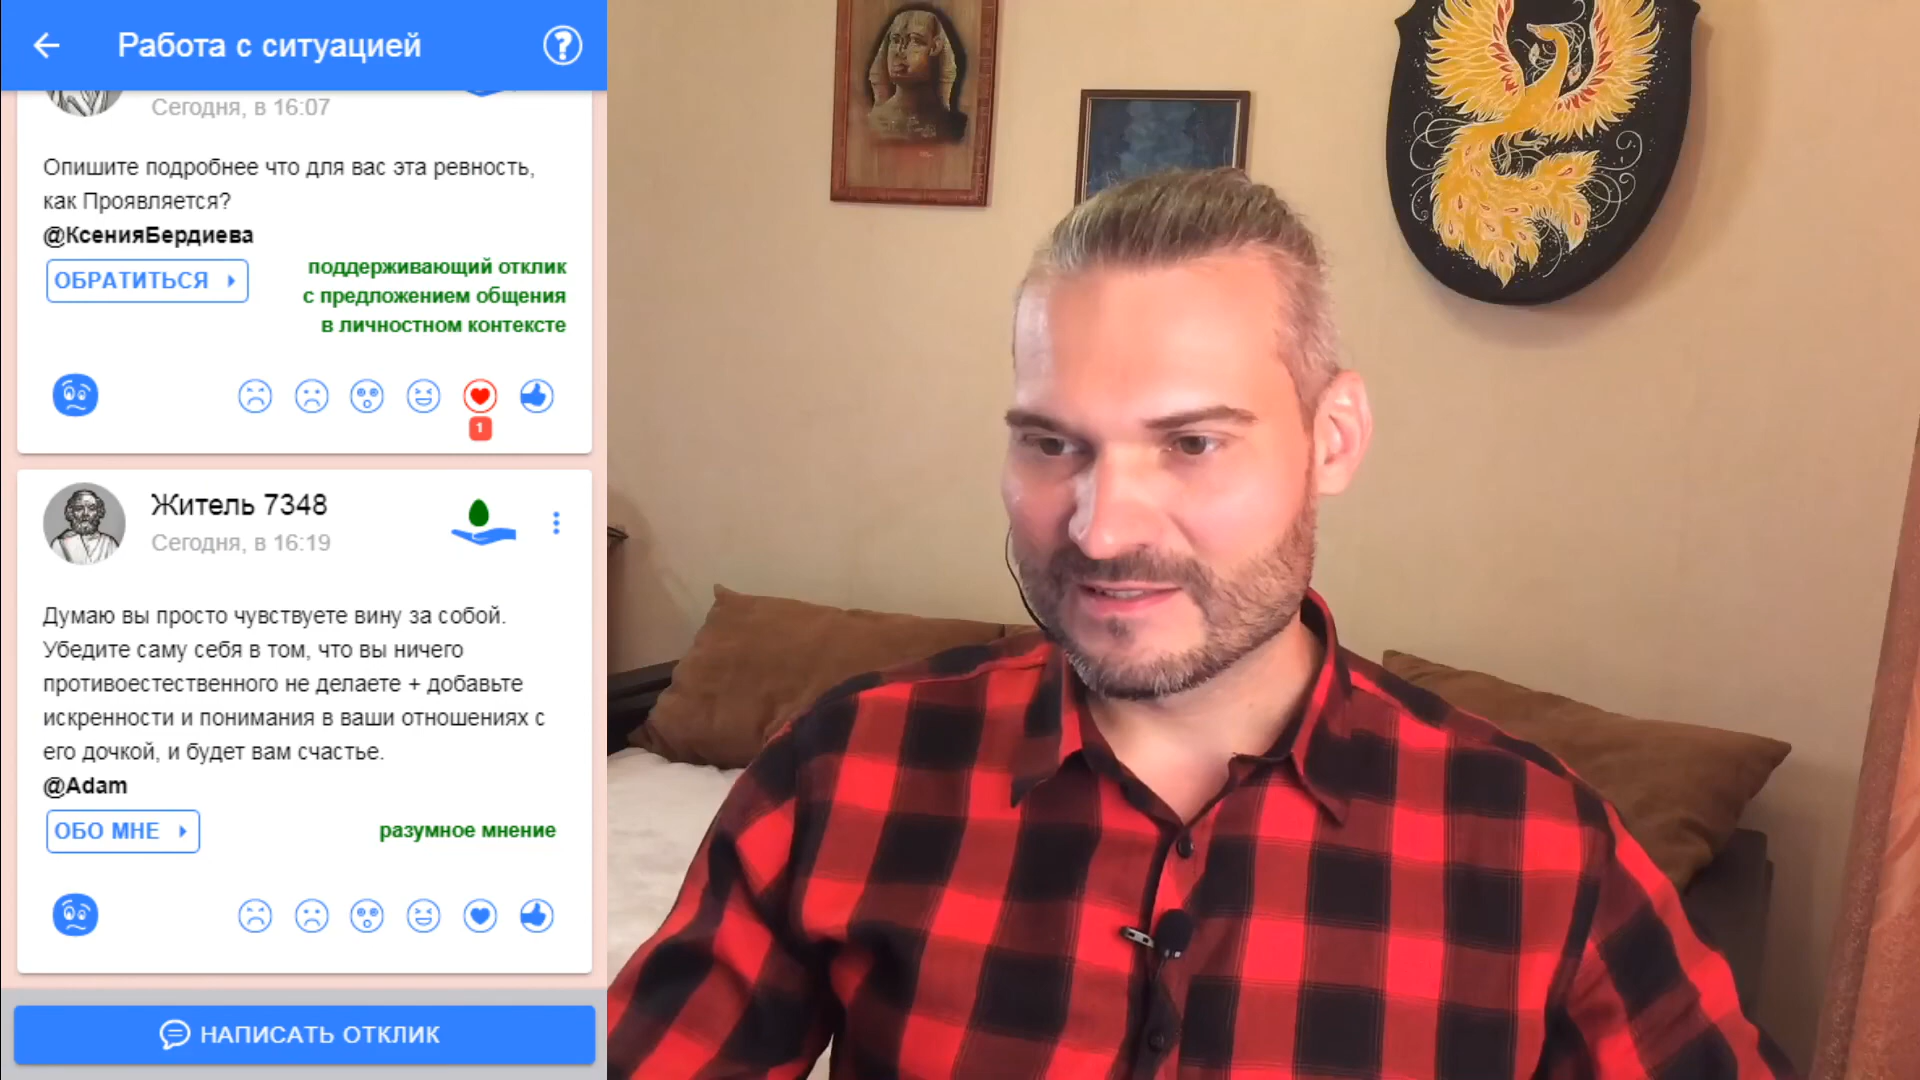 Работа с ситуацией
Сегодня, в 16:07
Опишите подробнее что для вас эта ревность,
как Проявляется?
@КсенияБердиева
ОБРАТИТЬСЯ
поддерживающий отклик
с предложением общения
в личностном контексте
1
Житель 7348
Сегодня, в 16:19
Думаю вы просто чувствуете вину за собой.
Убедите саму себя в том, что вы ничего
противоестественного не делаете + добавьте
искренности и понимания в ваши отношениях с
его дочкой, и будет вам счастье.
@Adam
ОБО МНЕ
разумное мнение
НАПИСАТЬ ОТКЛИК